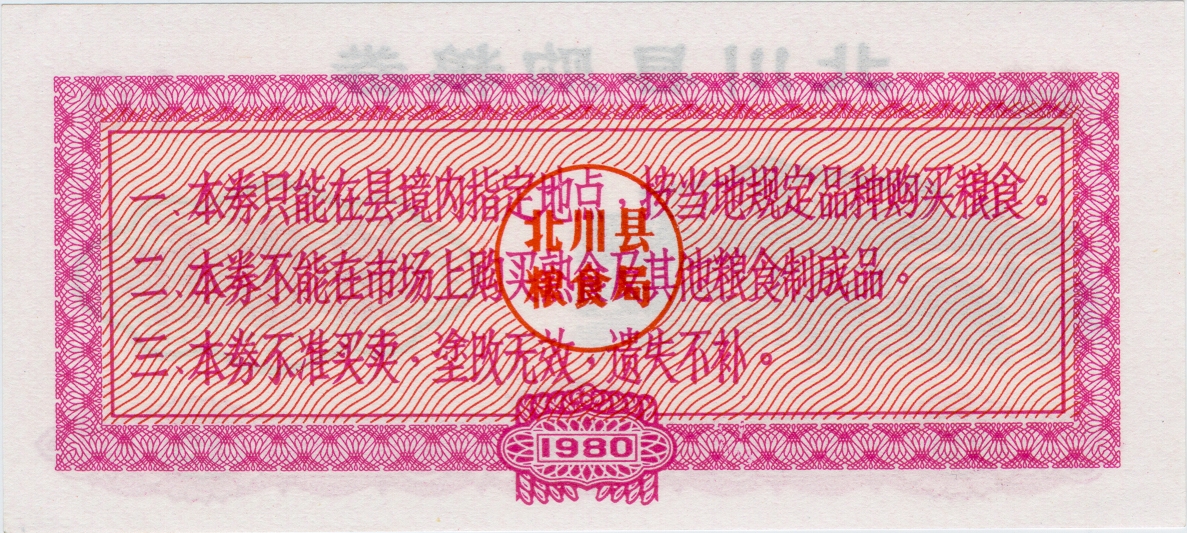 一、本券只能在县境内指定地点，按当地规定品种购买粮食。
二、本券不能在市场上购买熟食及其他粮食制成品。
三、本券不准买卖，塗改无效，遗失不补。
北川县
粮食局
1980